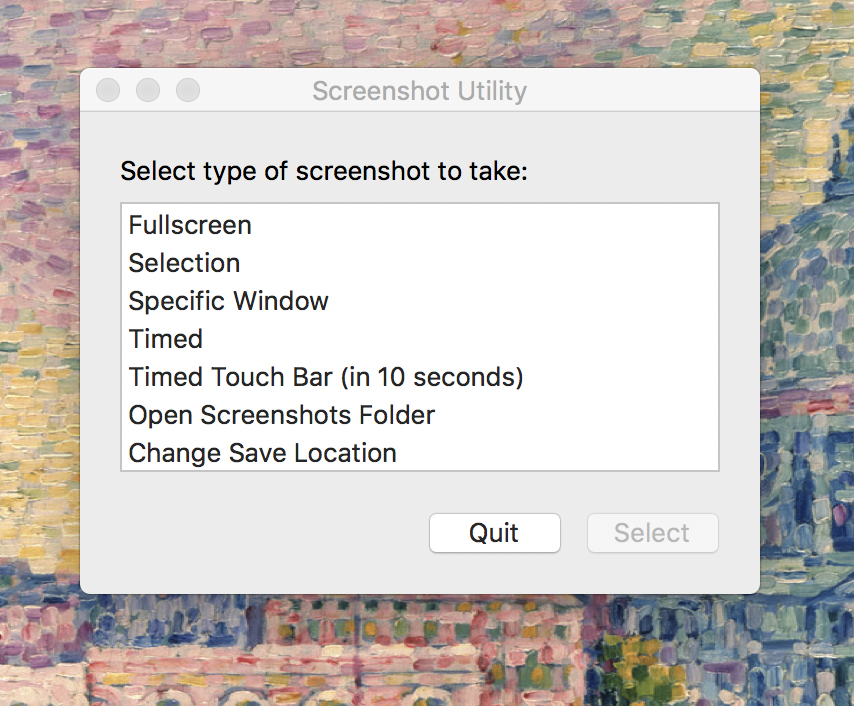 Screenshot Utility
Select type of screenshot to take:
Fullscreen
Selection
Specific Window
Timed
Timed Touch Bar (in 10 seconds)
Open Screenshots Folder
Change Save Location
Quit
Select